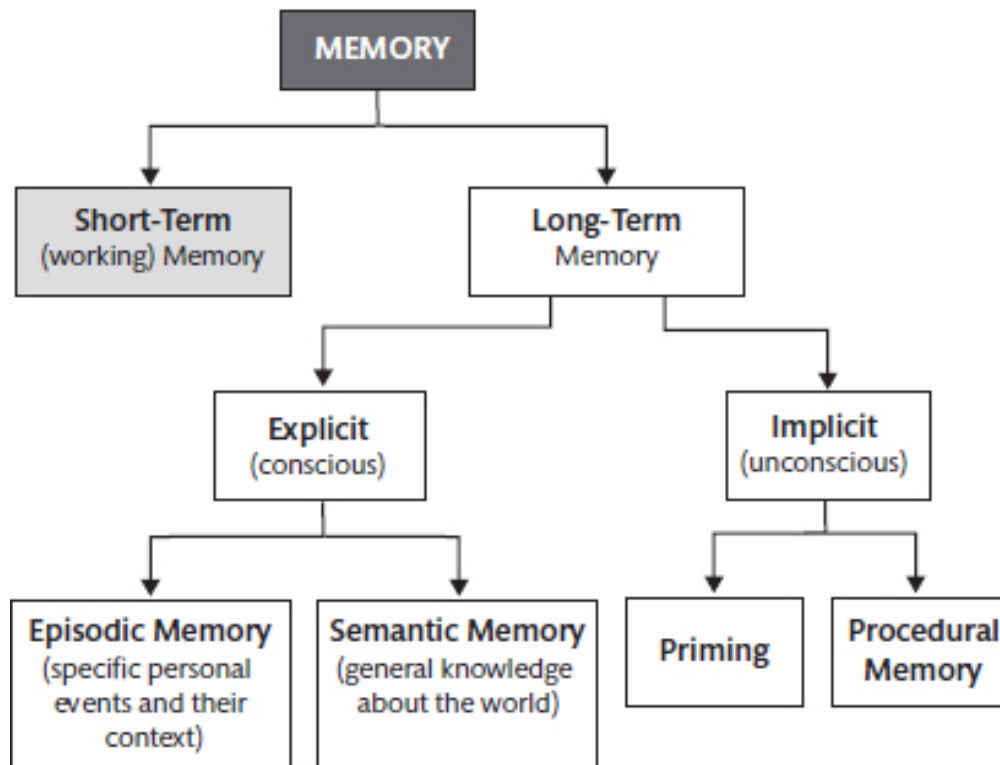 MEMORY
Short-Term
(working) Memory
Long-Term
Memory
Explicit
(conscious)
Implicit
(unconscious)
Episodic Memory
(specific personal
events and their
context)
Semantic Memory
(general knowledge
about the world)
Priming
Procedural
Memory